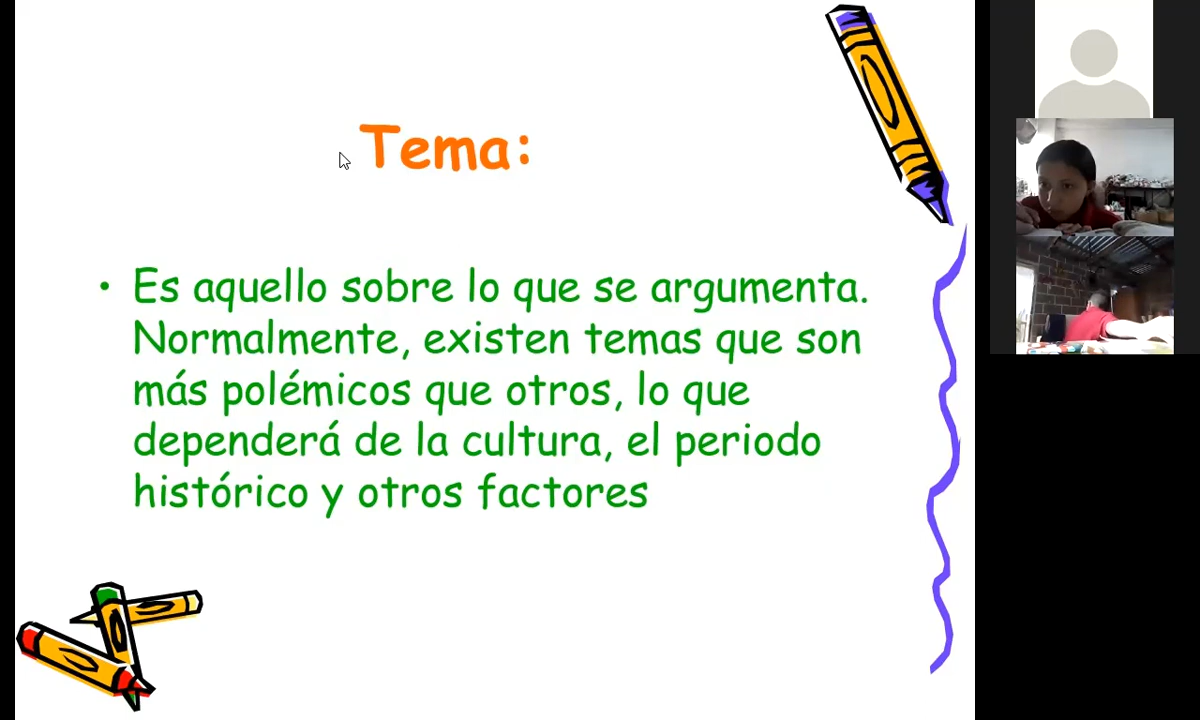 Tema:
• Es aquello sobre lo que se argumenta.
Normalmente, existen temas que son
más polémicos que otros, lo que
dependerá de la cultura, el periodo
histórico y otros factores